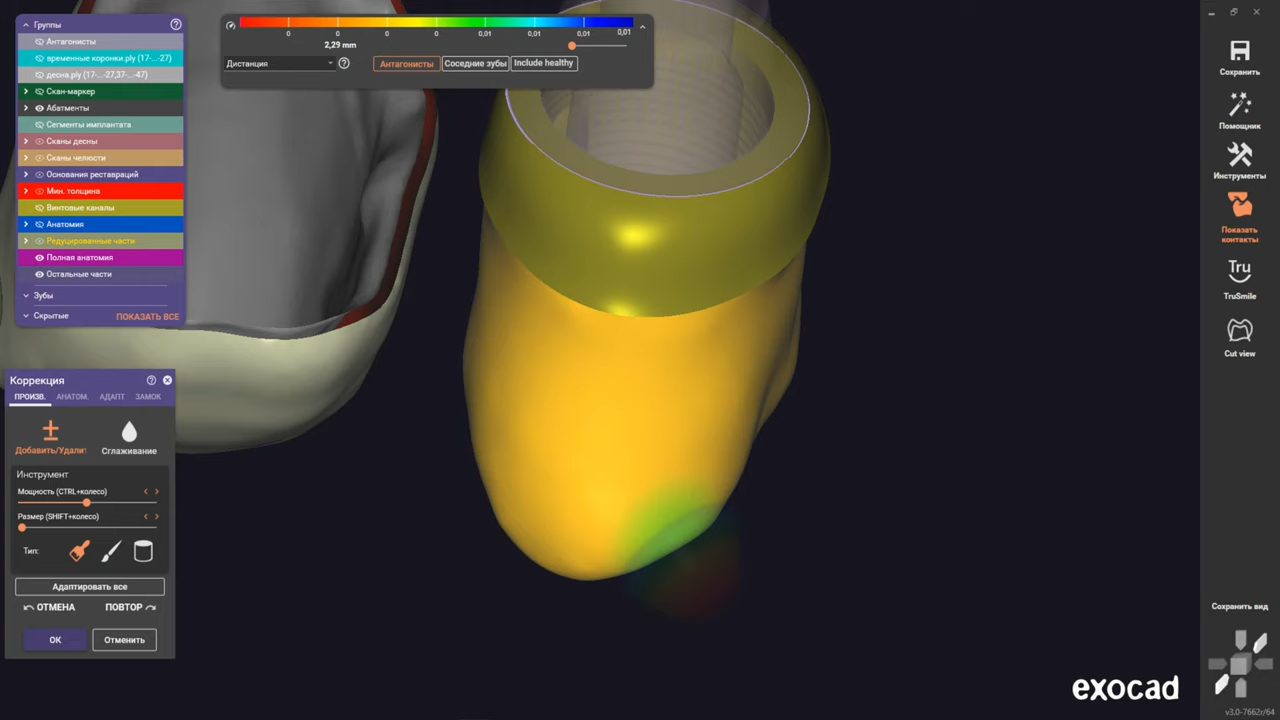 Группы
Антагонисты
временные коронки.ply (17-...-27)
десна.ply (17-...-27,37-...-47)
Скан-маркер
Абатменты
Сегменты имплантата
Сканы десны
Сканы челюсти
Основания реставраций
Мин. толщина
Винтовые каналы
Анатомия
Редуцированные части
Полная анатомия
Остальные части
Зубы
Скрытые ПОКАЗАТЬ ВСЕ
0 0 0 0 0,01 0,01 0,01 0,01
2,29 mm
Дистанция Антагонисты Соседние зубы Include healthy
Коррекция
ПРОИЗВ. АНАТОМ. АДАПТ ЗАМОК
Добавить/Удалит Сглаживание
Инструмент
Мощность (CTRL+колесо)
Размер (SHIFT+колесо)
Тип:
Адаптировать все
ОТМЕНА ПОВТОР
ОК Отменить
Сохранить
Помощник
Инструменты
Показать
контакты
Tru
TruSmile
Cut view
Сохранить вид
exocad
v3.0-7662r/64